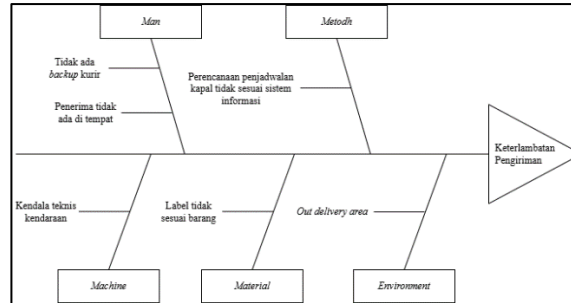 Man
Metodh
Tidak ada
backup kurir
Perencanaan penjadwalan
kapal tidak sesuai sistem
informasi
Penerima tidak
ada di tempat
Keterlambatan
Pengiriman
Kendala teknis
kendaraan
Label tidak
sesuai barang
Out delivery area
Machine
Material
Environment